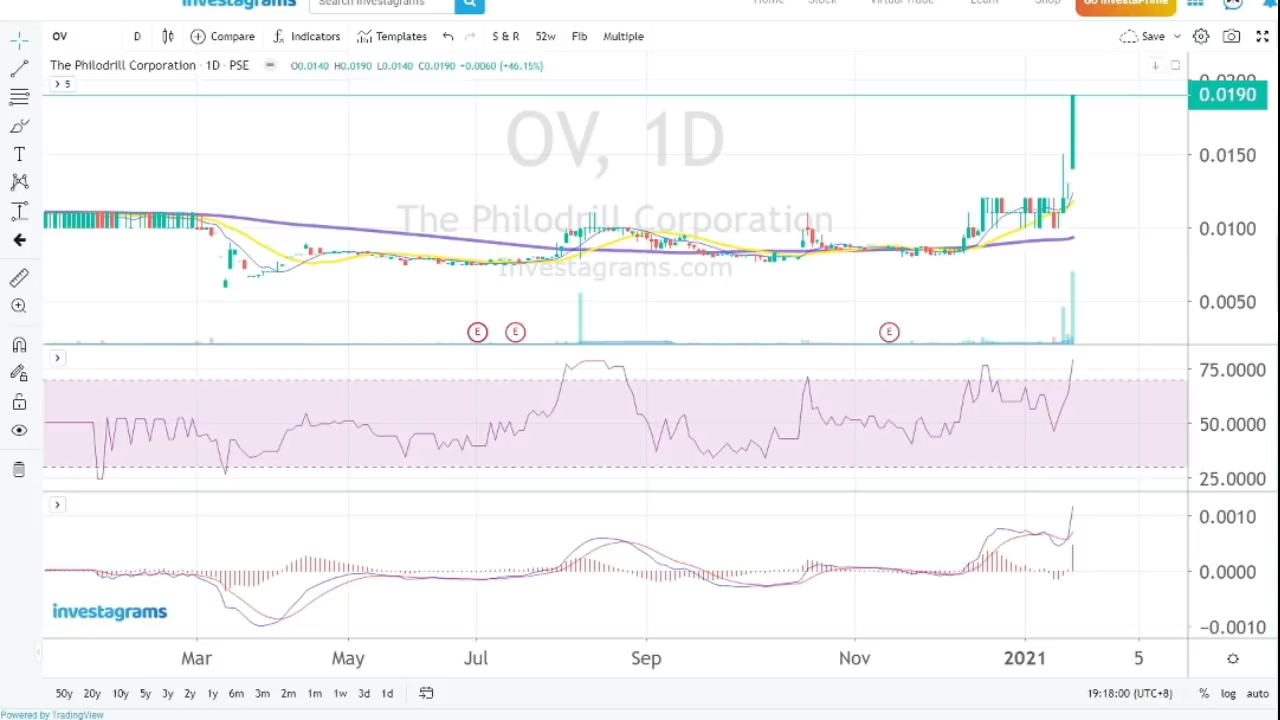 investagrams Search Investagrams Home Stock Virtual Trade Learn Shop Go InvestaPrime
OV D Compare Indicators Templates S & R 52w Fib Multiple Save
The Philodrill Corporation · 1D · PSE O0.0140 H0.0190 L0.0140 C0.0190 +0.0060 (+46.15%)
5
0.0200
0.0190
OV, 1D
0.0150
The Philodrill Corporation
0.0100
Investagrams.com
0.0050
E E E
75.0000
50.0000
25.0000
0.0010
0.0000
investagrams
−0.0010
Mar May Jul Sep Nov 2021 5
50y 20y 10y 5y 3y 2y 1y 6m 3m 2m 1m 1w 3d 1d 19:18:00 (UTC+8) % log auto
Powered by TradingView